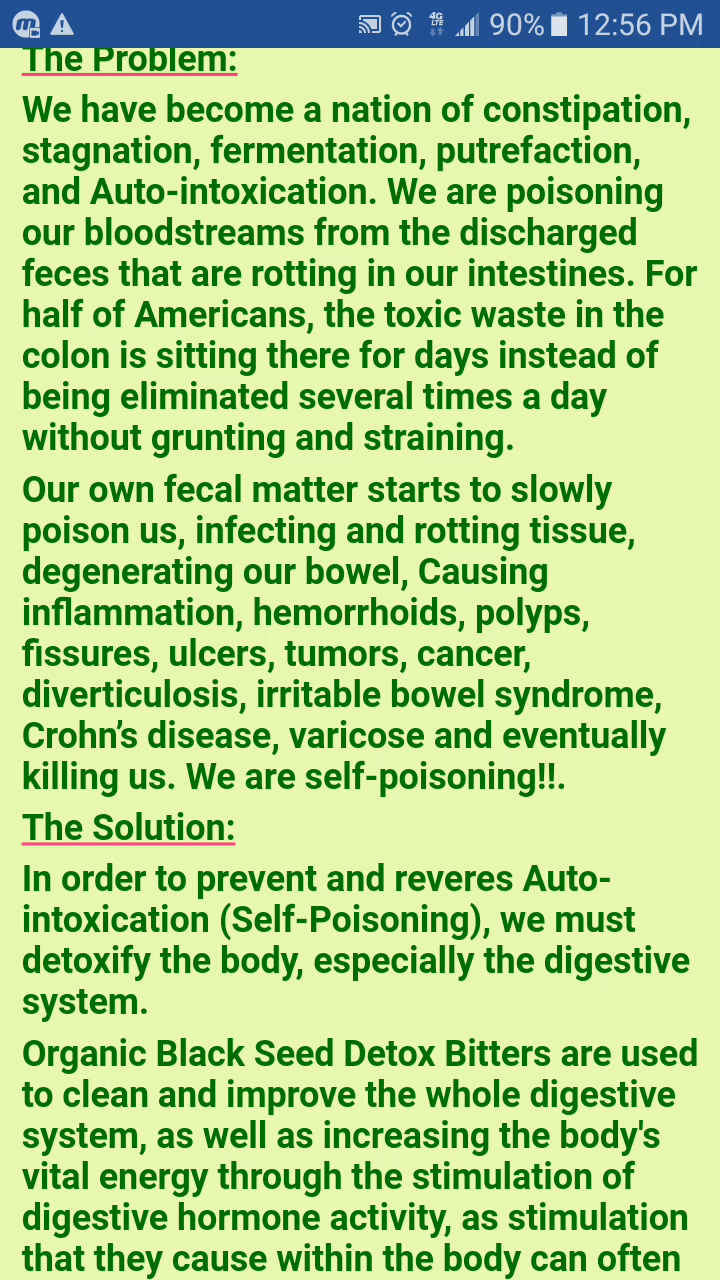 4G
LTE
90% 12:56 PM
The Problem:
We have become a nation of constipation,
stagnation, fermentation, putrefaction,
and Auto-intoxication. We are poisoning
our bloodstreams from the discharged
feces that are rotting in our intestines. For
half of Americans, the toxic waste in the
colon is sitting there for days instead of
being eliminated several times a day
without grunting and straining.
Our own fecal matter starts to slowly
poison us, infecting and rotting tissue,
degenerating our bowel, Causing
inflammation, hemorrhoids, polyps,
fissures, ulcers, tumors, cancer,
diverticulosis, irritable bowel syndrome,
Crohn’s disease, varicose and eventually
killing us. We are self-poisoning!!.
The Solution:
In order to prevent and reveres Auto-
intoxication (Self-Poisoning), we must
detoxify the body, especially the digestive
system.
Organic Black Seed Detox Bitters are used
to clean and improve the whole digestive
system, as well as increasing the body's
vital energy through the stimulation of
digestive hormone activity, as stimulation
that they cause within the body can often